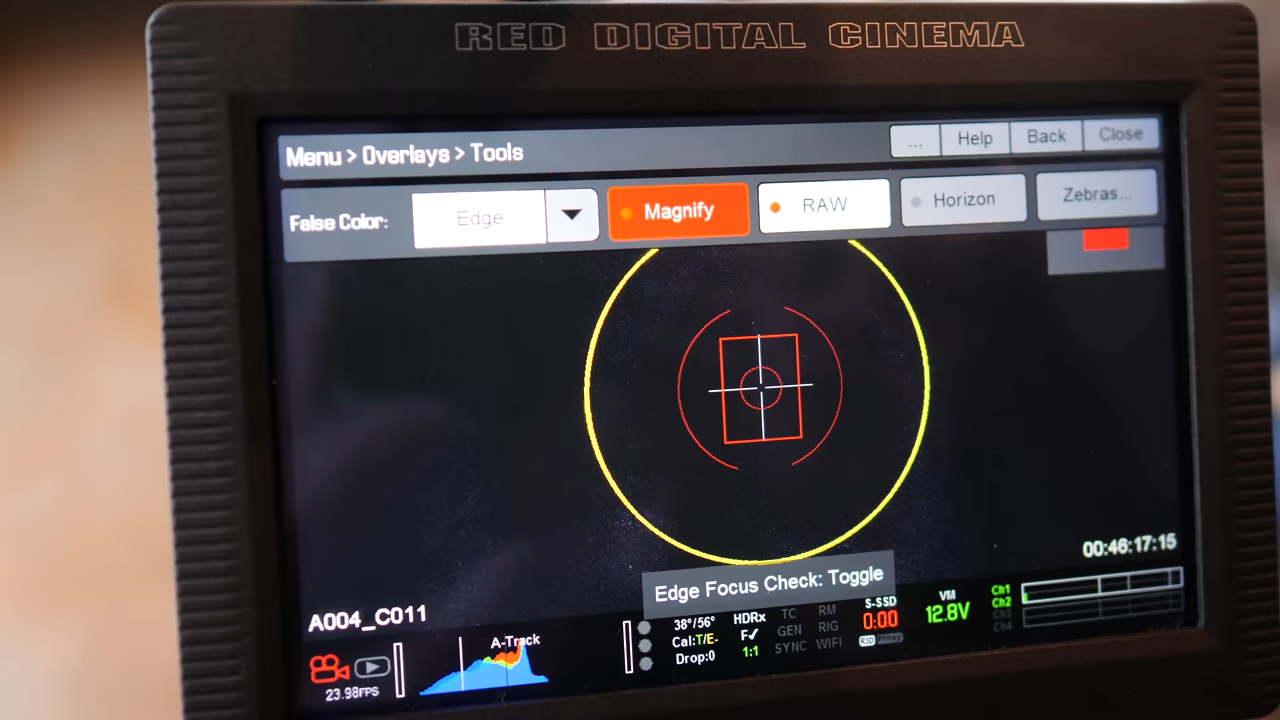 RED DIGITAL CINEMA
Menu > Overlays > Tools
...
Help
Back
Close
False Color:
Edge
Magnify
RAW
Horizon
Zebras...
00:46:17:15
Edge Focus Check: Toggle
A004_C011
23.98FPS
A-Track
38°/56°
Cal:T/E-
Drop:0
HDRx
F✓
1:1
TC
GEN
SYNC
RM
RIG
WIFI
S-SSD
0:00
R3D
Proxy
VM
12.8V
Ch1
Ch2
Ch3
Ch4